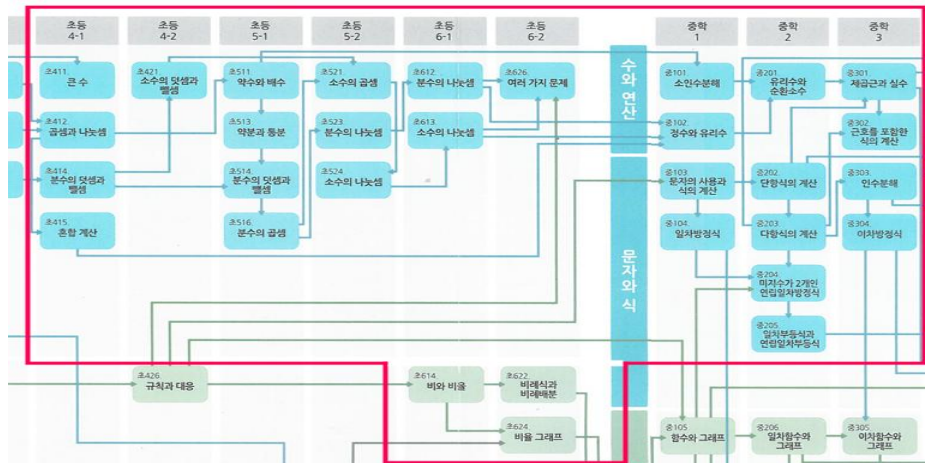 초등
4-1
초등
4-2
초등
5-1
초등
5-2
초등
6-1
초등
6-2
중학
1
중학
2
중학
3
수와 연산
문자와 식
초411.
큰 수
초421.
소수의 덧셈과
뺄셈
초511
약수와 배수
초521.
소수의 곱셈
초612.
분수의 나눗셈
초626.
여러 가지 문제
중101.
소인수분해
중201.
유리수와
순환소수
중301.
제곱근과 실수
초412.
곱셈과 나눗셈
초513
약분과 통분
초523
분수의 나눗셈
초613.
소수의 나눗셈
중102.
정수와 유리수
중302.
근호를 포함한
식의 계산
초414.
분수의 덧셈과
뺄셈
초514.
분수의 덧셈과
뺄셈
초524.
소수의 나눗셈
중103.
문자의 사용과
식의 계산
중202.
단항식의 계산
중303.
인수분해
초415
혼합 계산
초516.
분수의 곱셈
중104.
일차방정식
중203
다항식의 계산
중304.
이차방정식
중204.
미지수가 2개인
연립일차방정식
중205.
일차부등식과
연립일차부등식
초426.
규칙과 대응
초614.
비와 비율
초622.
비례식과
비례배분
초624.
비율 그래프
중105
함수와 그래프
중206.
일차함수와
그래프
중305.
이차함수와
그래프